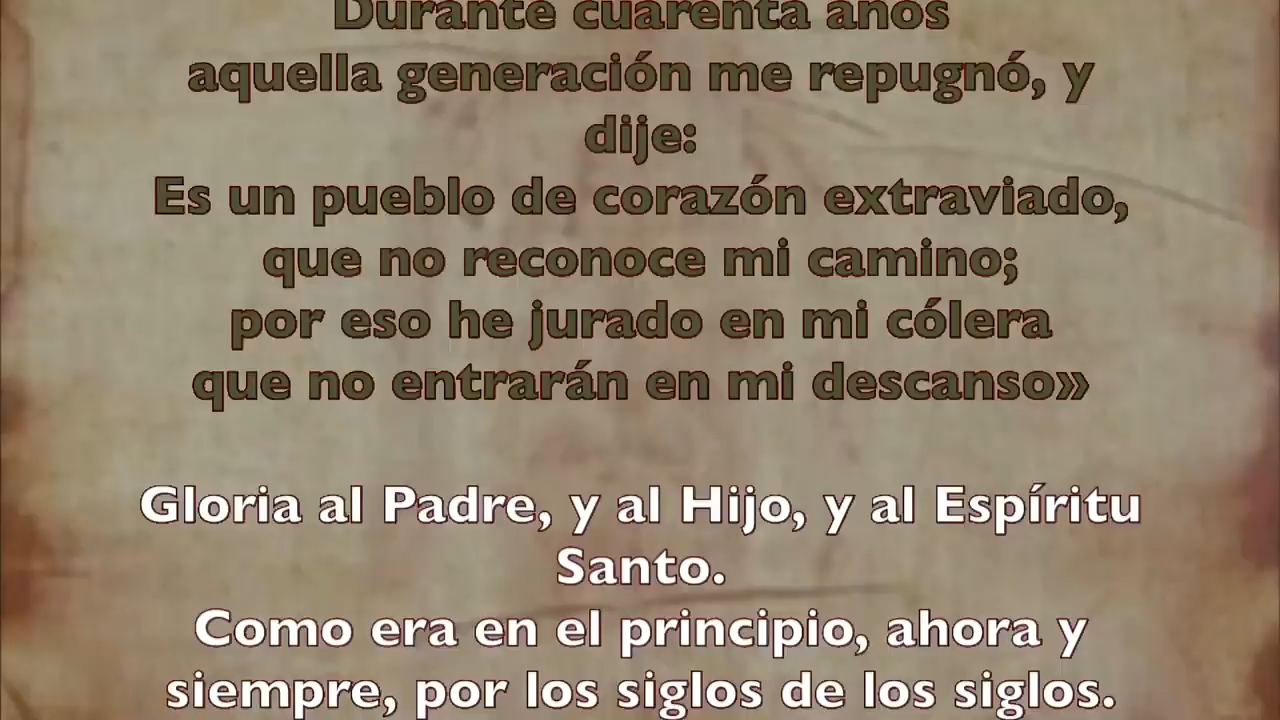 Durante cuarenta años
aquella generación me repugnó, y
dije:
Es un pueblo de corazón extraviado,
que no reconoce mi camino;
por eso he jurado en mi cólera
que no entrarán en mi descanso»
Gloria al Padre, y al Hijo, y al Espíritu
Santo.
Como era en el principio, ahora y
siempre, por los siglos de los siglos.